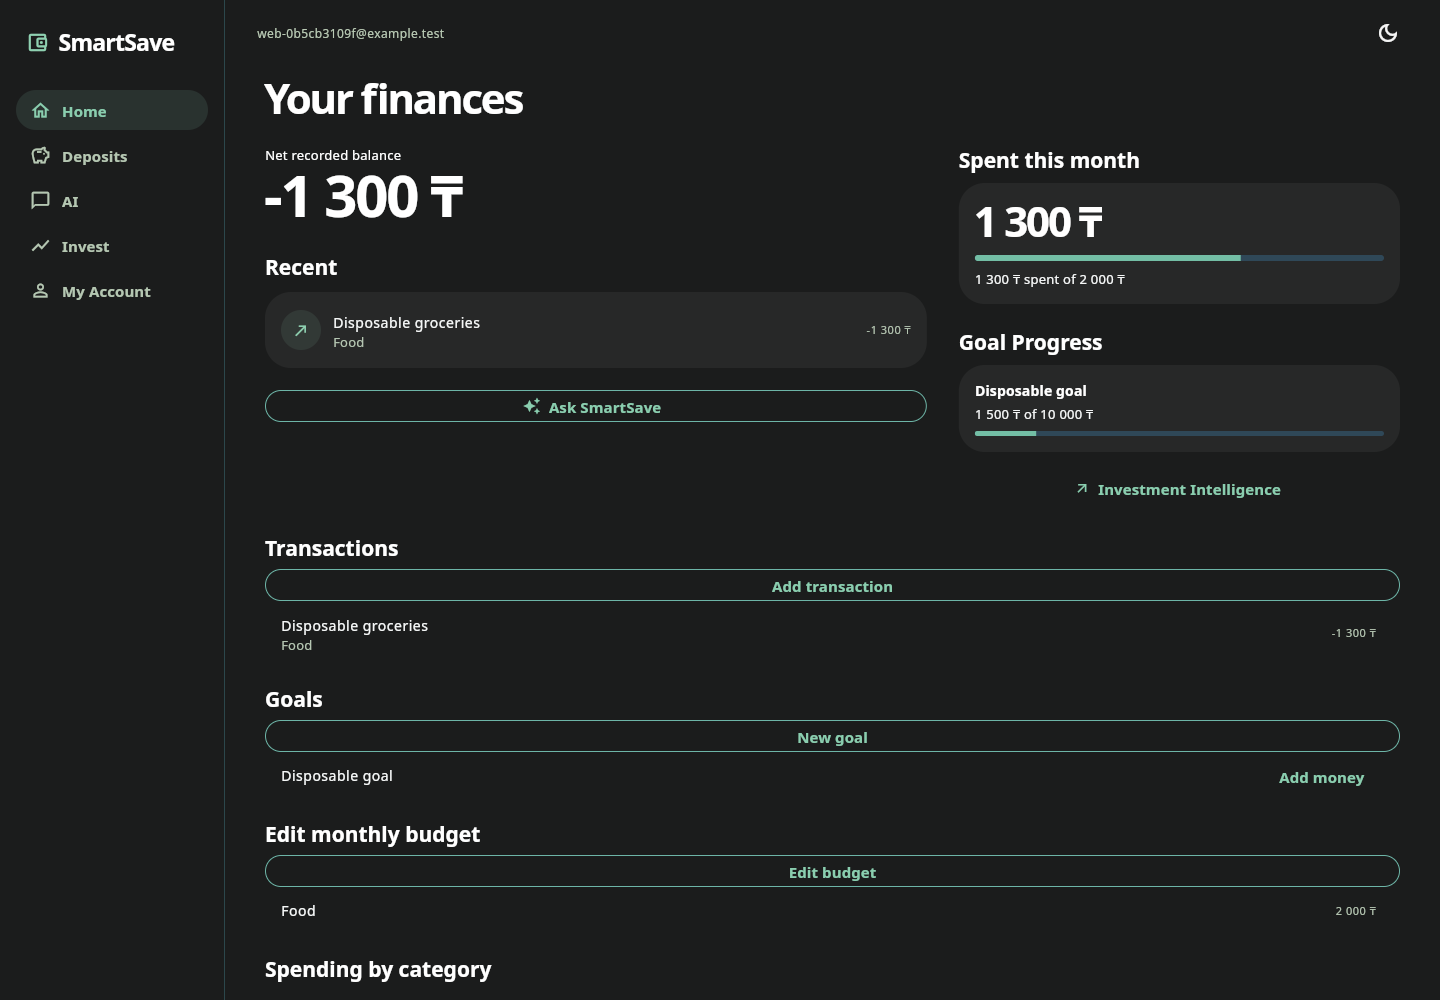 SmartSave
Home
Deposits
AI
Invest
My Account
web-0b5cb3109f@example.test
Your finances
Net recorded balance
-1 300 ₸
Recent
Disposable groceries
Food
-1 300 ₸
Ask SmartSave
Spent this month
1 300 ₸
1 300 ₸ spent of 2 000 ₸
Goal Progress
Disposable goal
1 500 ₸ of 10 000 ₸
Investment Intelligence
Transactions
Add transaction
Disposable groceries
Food
-1 300 ₸
Goals
New goal
Disposable goal
Add money
Edit monthly budget
Edit budget
Food
2 000 ₸
Spending by category